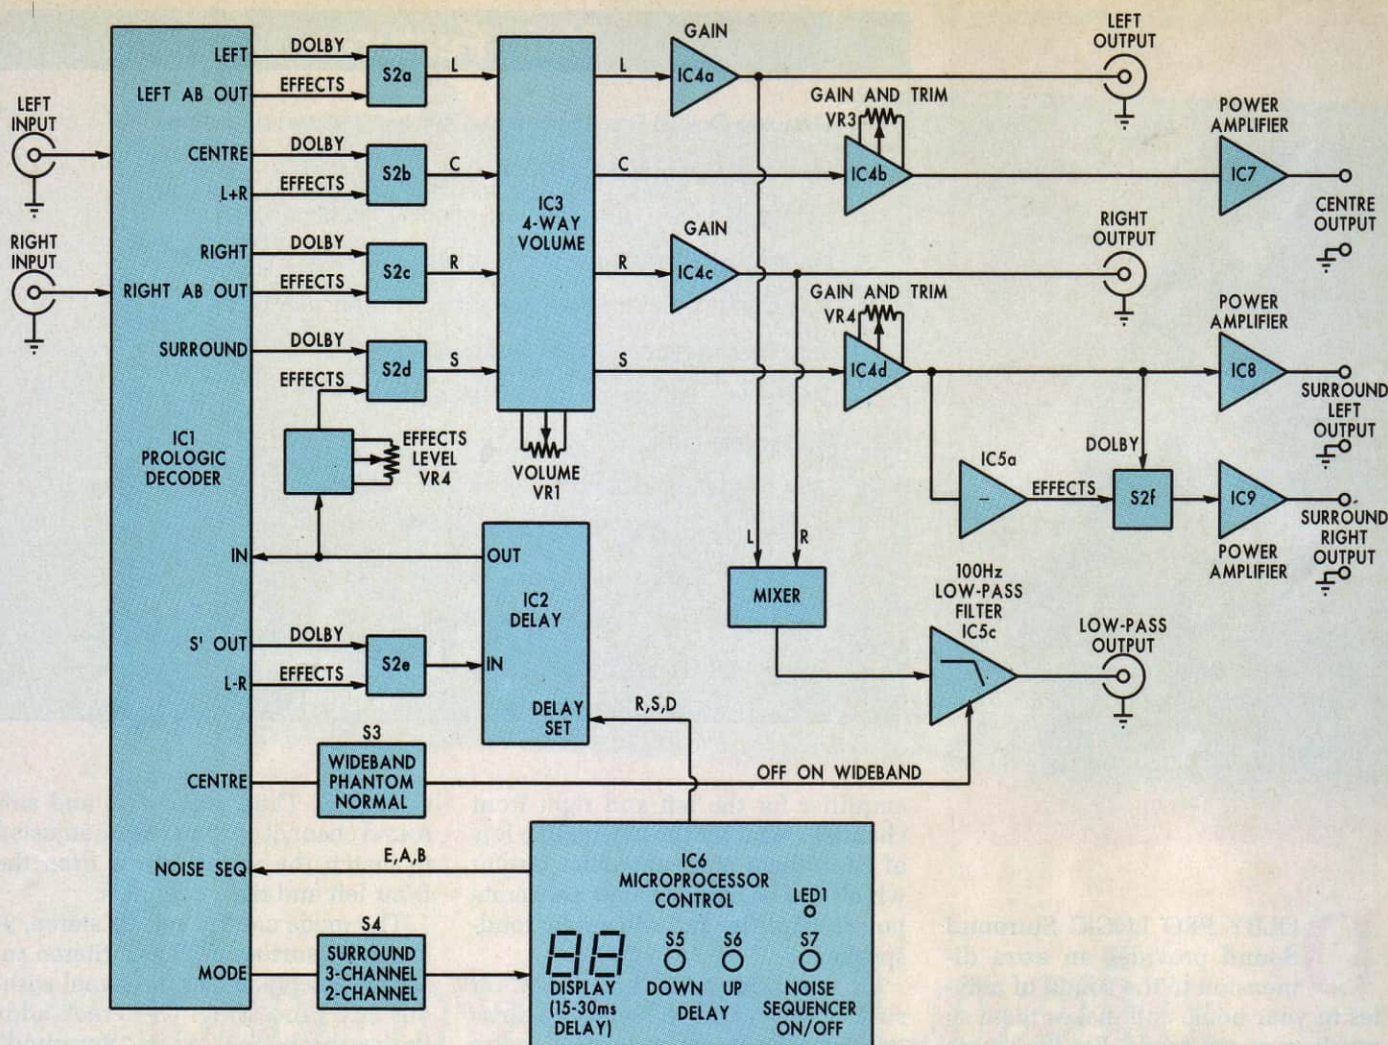 LEFT INPUT
RIGHT INPUT
LEFT
LEFT AB OUT
CENTRE
L+R
RIGHT
RIGHT AB OUT
SURROUND
IC1
PROLOGIC
DECODER
IN
S' OUT
L-R
CENTRE
NOISE SEQ
MODE
DOLBY
EFFECTS
S2a
L
DOLBY
EFFECTS
S2b
C
DOLBY
EFFECTS
S2c
R
DOLBY
EFFECTS
S2d
S
EFFECTS
LEVEL
VR4
IC3
4-WAY
VOLUME
VOLUME
VR1
OUT
IC2
DELAY
IN
DELAY
SET
DOLBY
EFFECTS
S2e
R,S,D
S3
WIDEBAND
PHANTOM
NORMAL
OFF ON WIDEBAND
E,A,B
S4
SURROUND
3-CHANNEL
2-CHANNEL
IC6
MICROPROCESSOR
CONTROL
LED1
88
DISPLAY
(15-30ms
DELAY)
S5
DOWN
S6
UP
DELAY
S7
NOISE
SEQUENCER
ON/OFF
L
GAIN
IC4a
LEFT
OUTPUT
C
GAIN AND TRIM
VR3
IC4b
POWER
AMPLIFIER
IC7
CENTRE
OUTPUT
R
GAIN
IC4c
RIGHT
OUTPUT
S
GAIN AND TRIM
VR4
IC4d
POWER
AMPLIFIER
IC8
SURROUND
LEFT
OUTPUT
IC5a
-
EFFECTS
DOLBY
S2f
IC9
POWER
AMPLIFIER
SURROUND
RIGHT
OUTPUT
L
R
MIXER
100Hz
LOW-PASS
FILTER
IC5c
LOW-PASS
OUTPUT